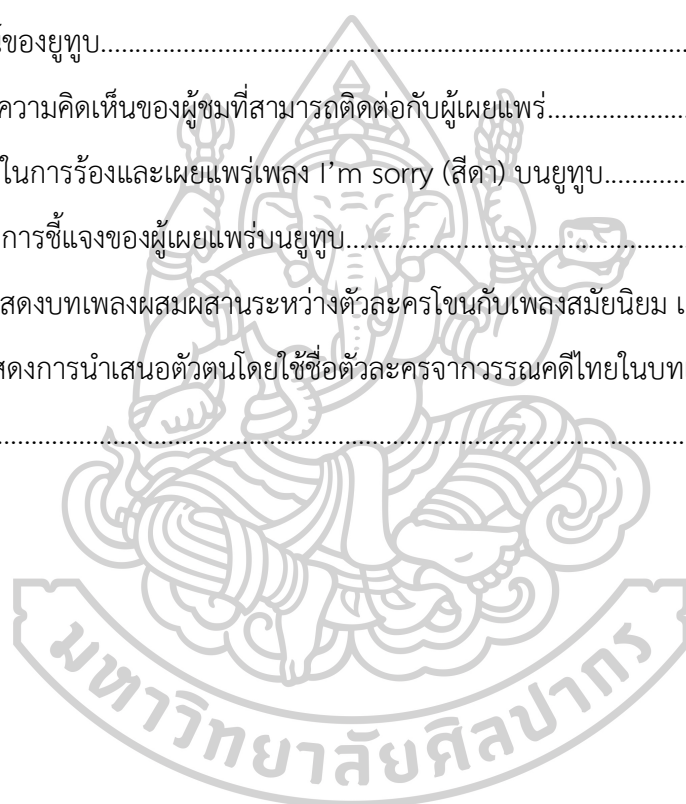 ของยูทูบ.......................................................................................................
ความคิดเห็นของผู้ชมที่สามารถติดต่อกับผู้เผยแพร่........................
ในการร้องและเผยแพร่เพลง I’m sorry (สีดา) บนยูทูบ..............
การชี้แจงของผู้เผยแพร่บนยูทูบ............................................................
สดงบทเพลงผสมผสานระหว่างตัวละครโขนกับเพลงสมัยนิยม เ
สดงการนำเสนอตัวตนโดยใช้ชื่อตัวละครจากวรรณคดีไทยในบท
........................................................................................................................
มหาวิทยาลัยศิลปากร